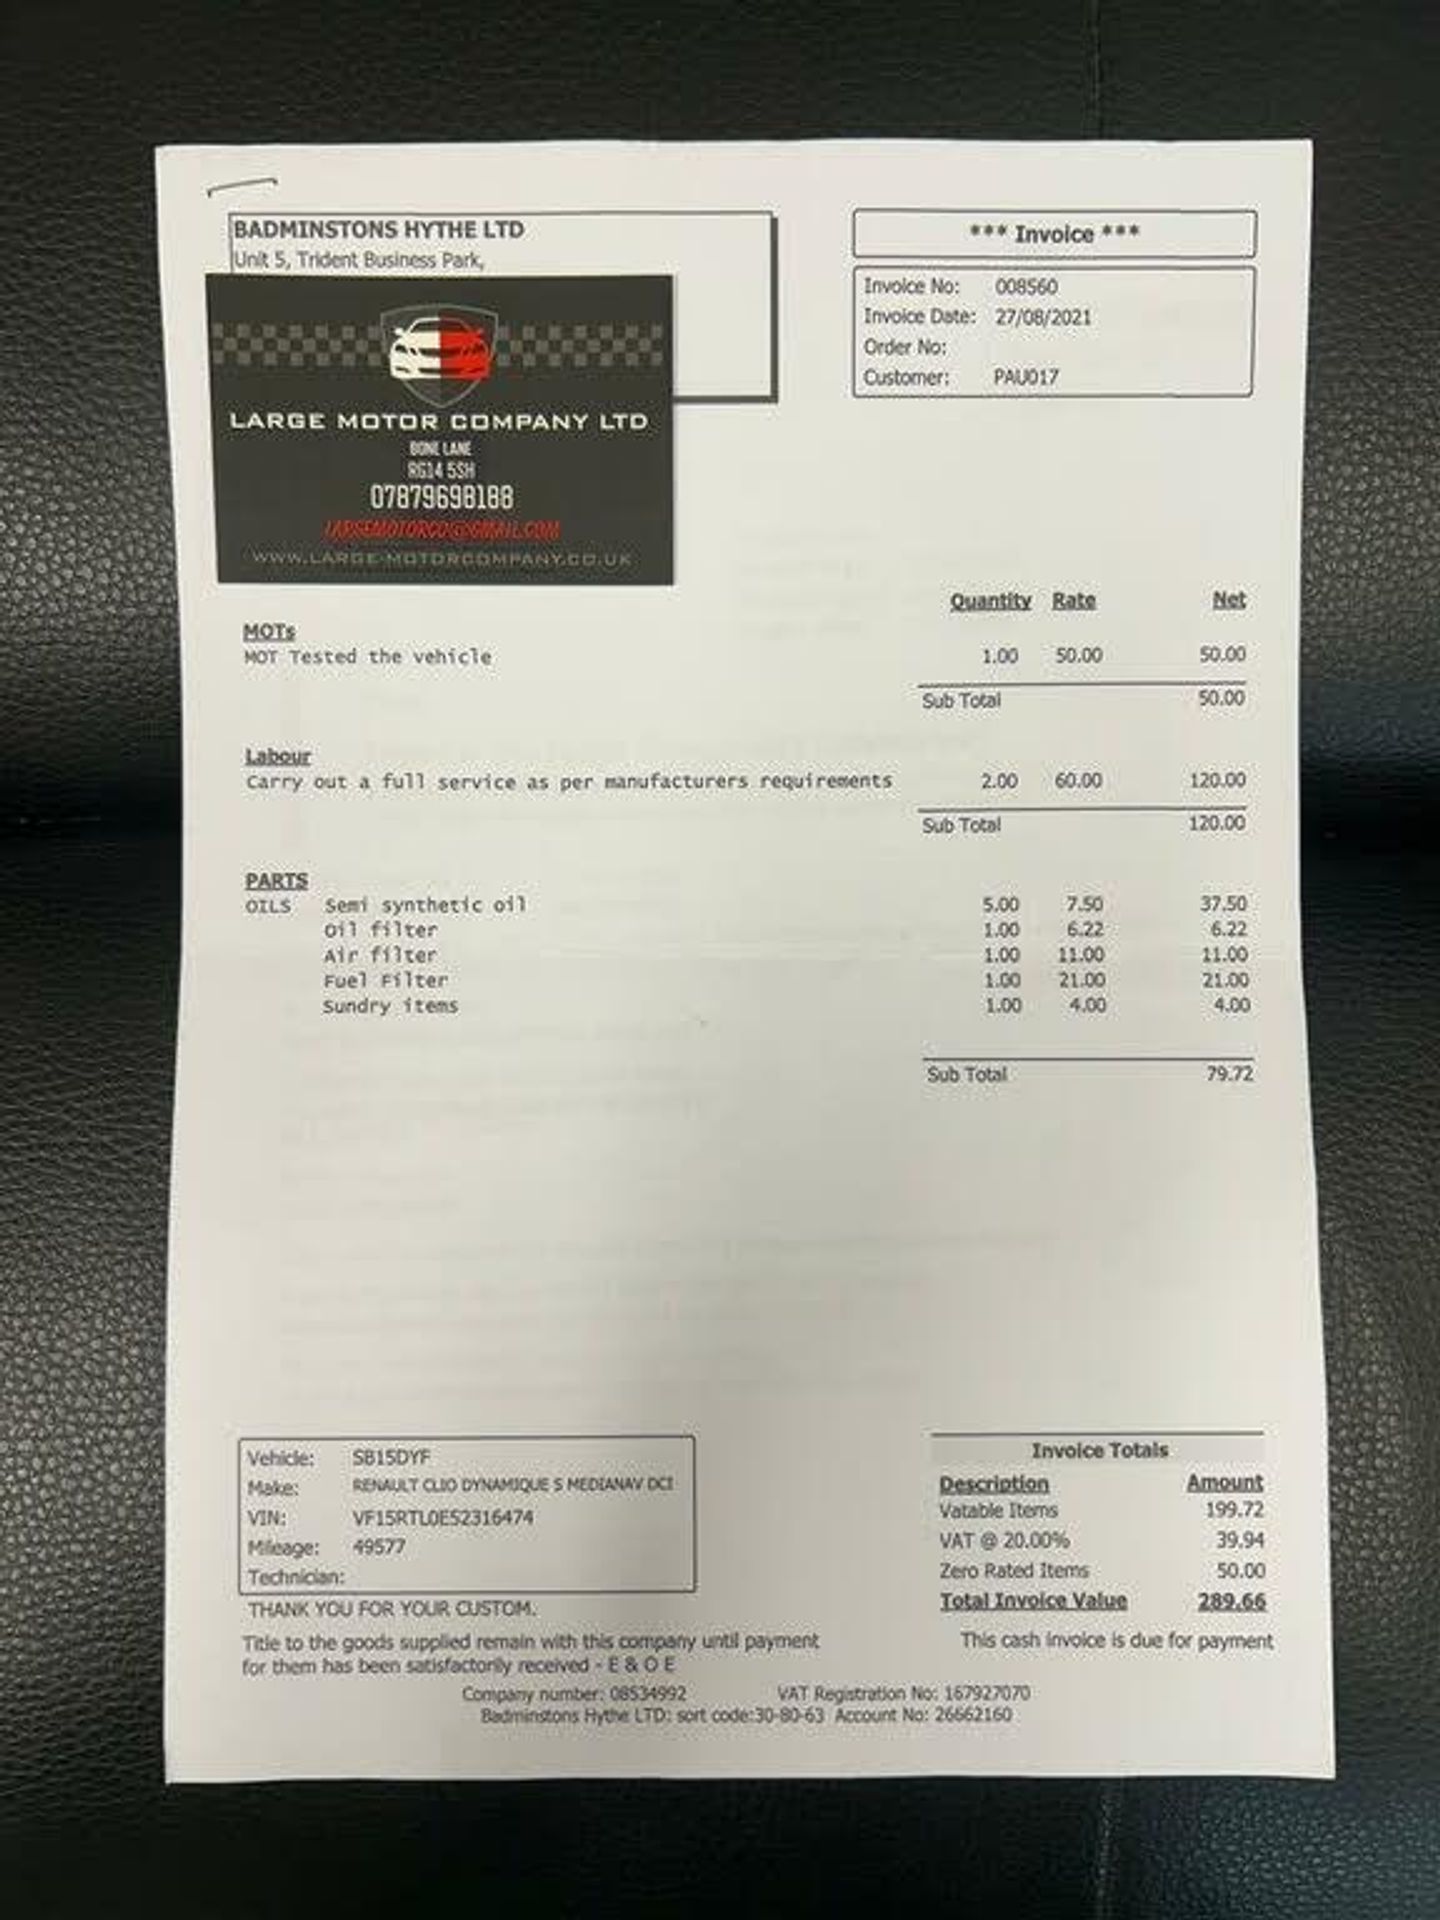 BADMINSTONS HYTHE LTD
Unit 5, Trident Business Park,
*** Invoice ***
Invoice No: 008560
Invoice Date: 27/08/2021
Order No:
Customer: PAU017
LARGE MOTOR COMPANY LTD
BONE LANE
RG14 5SH
07879698188
LARGEMOTORCO@GMAIL.COM
WWW.LARGE-MOTORCOMPANY.CO.UK
Quantity Rate Net
MOTs
MOT Tested the vehicle 1.00 50.00 50.00
Sub Total 50.00
Labour
Carry out a full service as per manufacturers requirements 2.00 60.00 120.00
Sub Total 120.00
PARTS
OILS Semi synthetic oil 5.00 7.50 37.50
Oil filter 1.00 6.22 6.22
Air filter 1.00 11.00 11.00
Fuel Filter 1.00 21.00 21.00
Sundry items 1.00 4.00 4.00
Sub Total 79.72
Vehicle: SB15DYF
Make: RENAULT CLIO DYNAMIQUE S MEDIANAV DCI
VIN: VF15RTL0E52316474
Mileage: 49577
Technician:
Invoice Totals
Description Amount
Vatable Items 199.72
VAT @ 20.00% 39.94
Zero Rated Items 50.00
Total Invoice Value 289.66
THANK YOU FOR YOUR CUSTOM.
Title to the goods supplied remain with this company until payment
for them has been satisfactorily received - E & O E
This cash invoice is due for payment
Company number: 08534992 VAT Registration No: 167927070
Badminstons Hythe LTD: sort code:30-80-63 Account No: 26662160